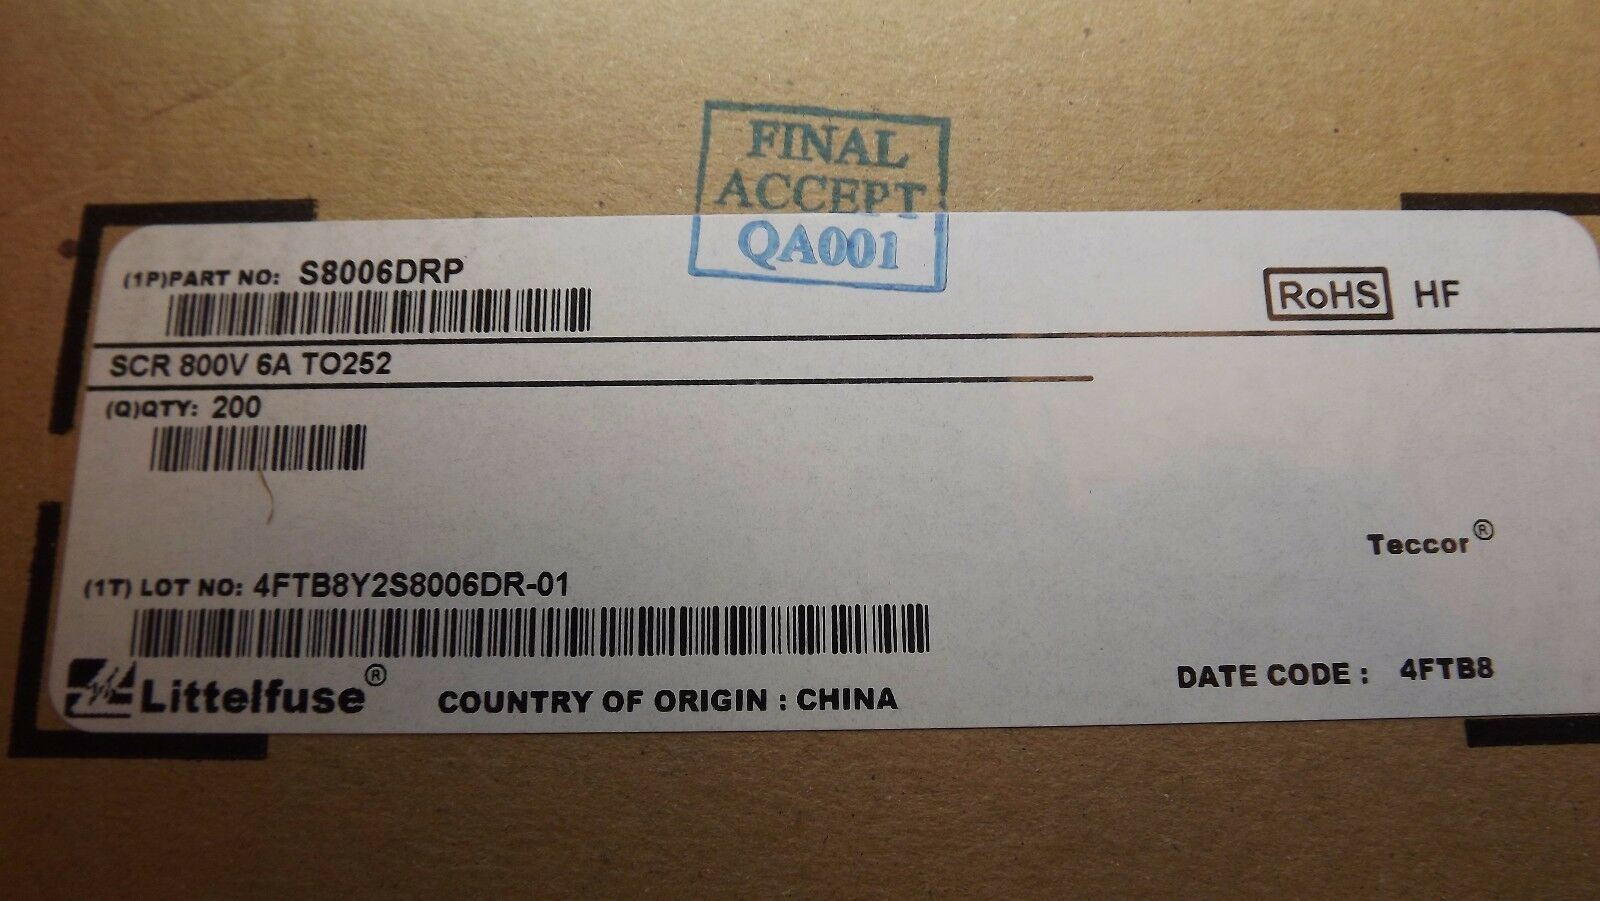 FINAL
ACCEPT
QA001
(1P)PART NO: S8006DRP
RoHS HF
SCR 800V 6A TO252
(Q)QTY: 200
Teccor®
(1T) LOT NO: 4FTB8Y2S8006DR-01
Littelfuse® COUNTRY OF ORIGIN : CHINA DATE CODE : 4FTB8